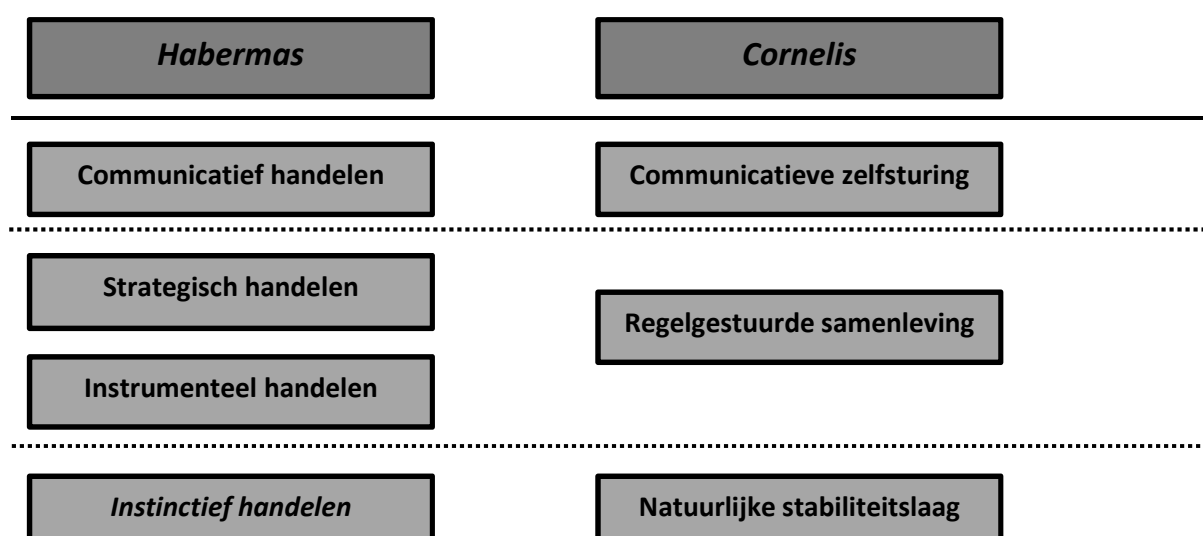 Habermas
Cornelis
Communicatief handelen
Communicatieve zelfsturing
Strategisch handelen
Regelgestuurde samenleving
Instrumenteel handelen
Instinctief handelen
Natuurlijke stabiliteitslaag